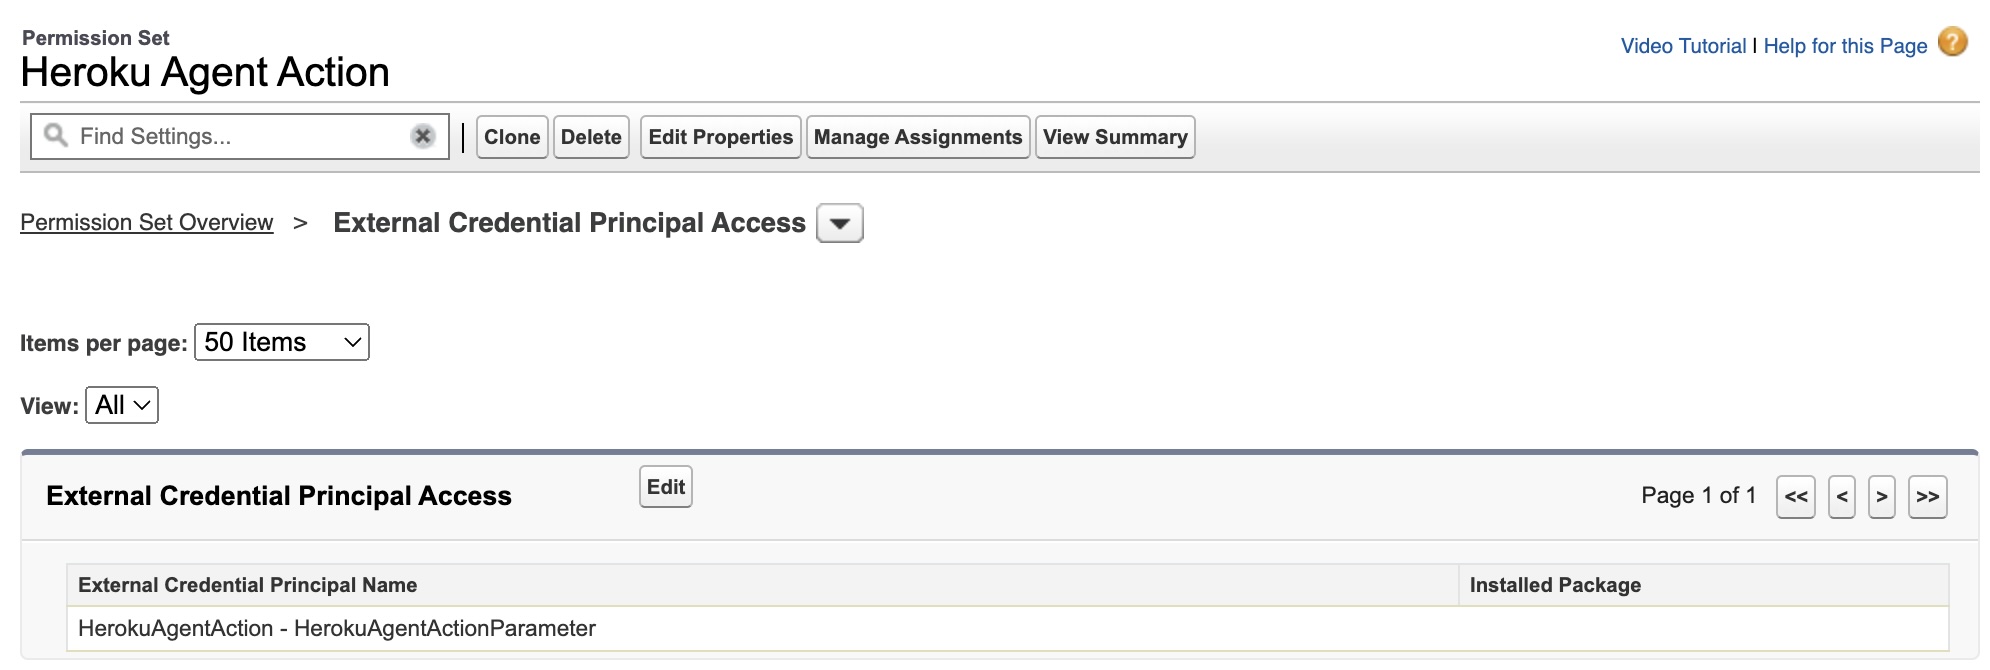 Permission Set
Heroku Agent Action
Video Tutorial | Help for this Page ?
Find Settings... Clone Delete Edit Properties Manage Assignments View Summary
Permission Set Overview > External Credential Principal Access
Items per page: 50 Items
View: All
External Credential Principal Access Edit Page 1 of 1 << < > >>
External Credential Principal Name Installed Package
HerokuAgentAction - HerokuAgentActionParameter